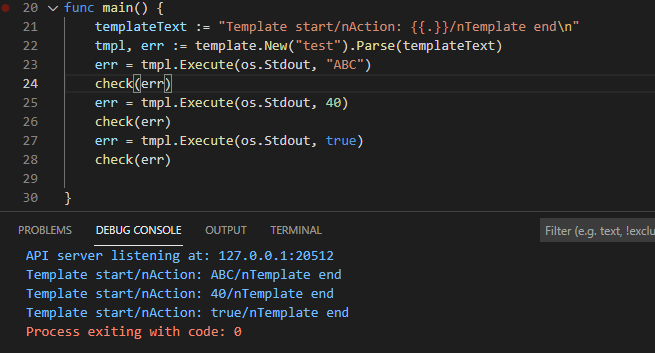 20 func main() {
21 templateText := "Template start/nAction: {{.}}/nTemplate end\n"
22 tmpl, err := template.New("test").Parse(templateText)
23 err = tmpl.Execute(os.Stdout, "ABC")
24 check(err)
25 err = tmpl.Execute(os.Stdout, 40)
26 check(err)
27 err = tmpl.Execute(os.Stdout, true)
28 check(err)
29
30 }
PROBLEMS DEBUG CONSOLE OUTPUT TERMINAL Filter (e.g. text, !exclu
API server listening at: 127.0.0.1:20512
Template start/nAction: ABC/nTemplate end
Template start/nAction: 40/nTemplate end
Template start/nAction: true/nTemplate end
Process exiting with code: 0